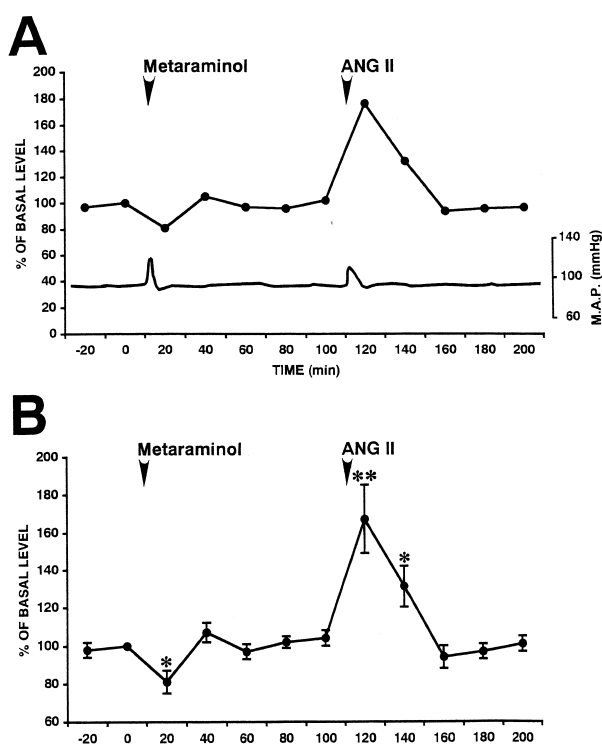 A
Metaraminol ANG II
200
180
160
140
120
100
80
60
40
20
0
% OF BASAL LEVEL
140
100
60
M.A.P. (mmHg)
-20 0 20 40 60 80 100 120 140 160 180 200
TIME (min)
B
Metaraminol ANG II
200
180
160
140
120
100
80
60
% OF BASAL LEVEL
**
*
*
-20 0 20 40 60 80 100 120 140 160 180 200